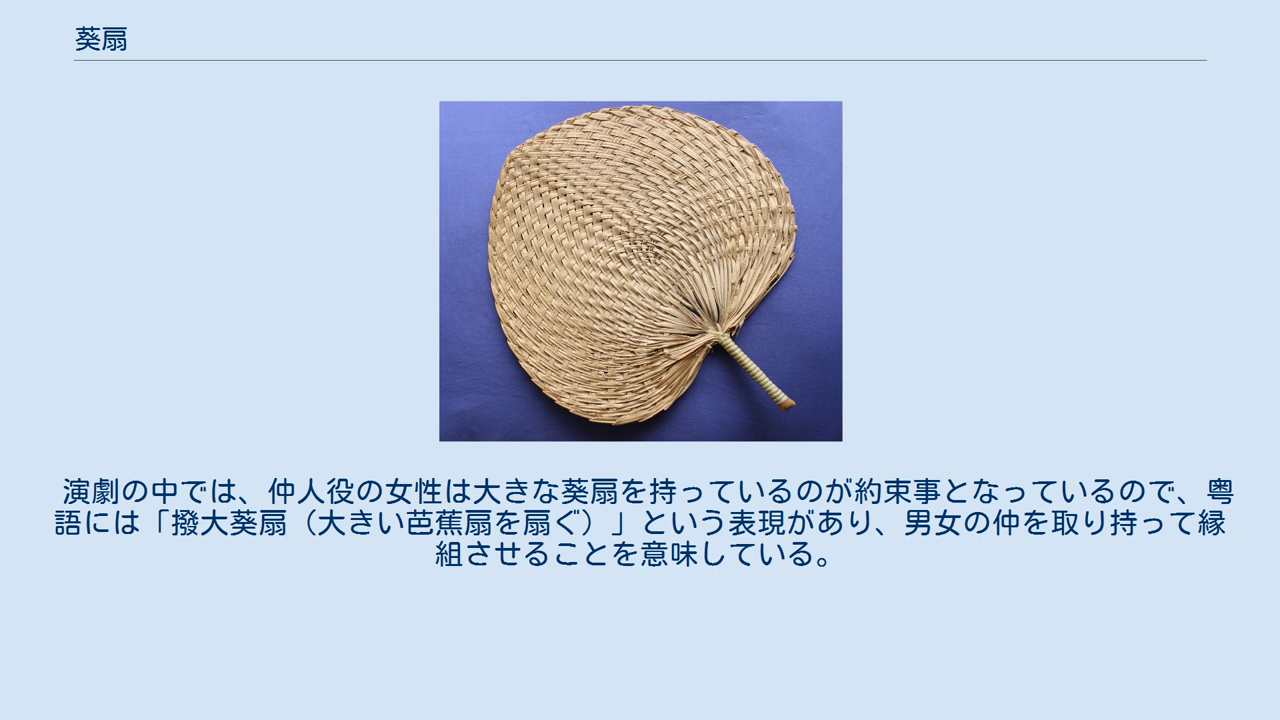 葵扇
演劇の中では、仲人役の女性は大きな葵扇を持っているのが約束事となっているので、粤
語には「撥大葵扇（大きい芭蕉扇を扇ぐ）」という表現があり、男女の仲を取り持って縁
組させることを意味している。